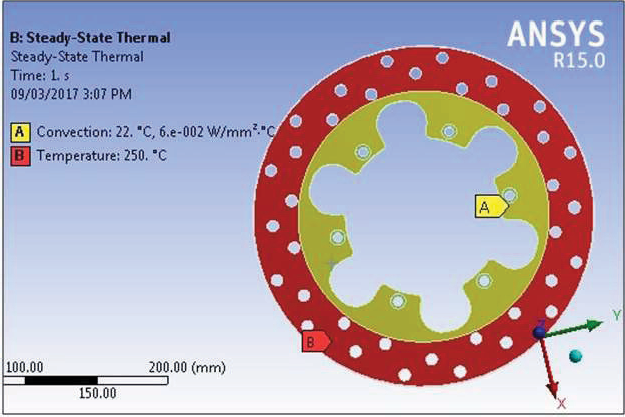 B: Steady-State Thermal
Steady-State Thermal
Time: 1. s
09/03/2017 3:07 PM
A Convection: 22. °C, 6.e-002 W/mm²·°C
B Temperature: 250. °C
ANSYS
R15.0
A
B
Y
Z
X
100.00 200.00 (mm)
150.00